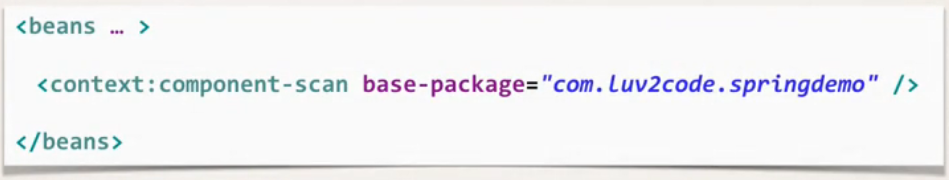 <beans … >
<context:component-scan base-package="com.luv2code.springdemo" />
</beans>